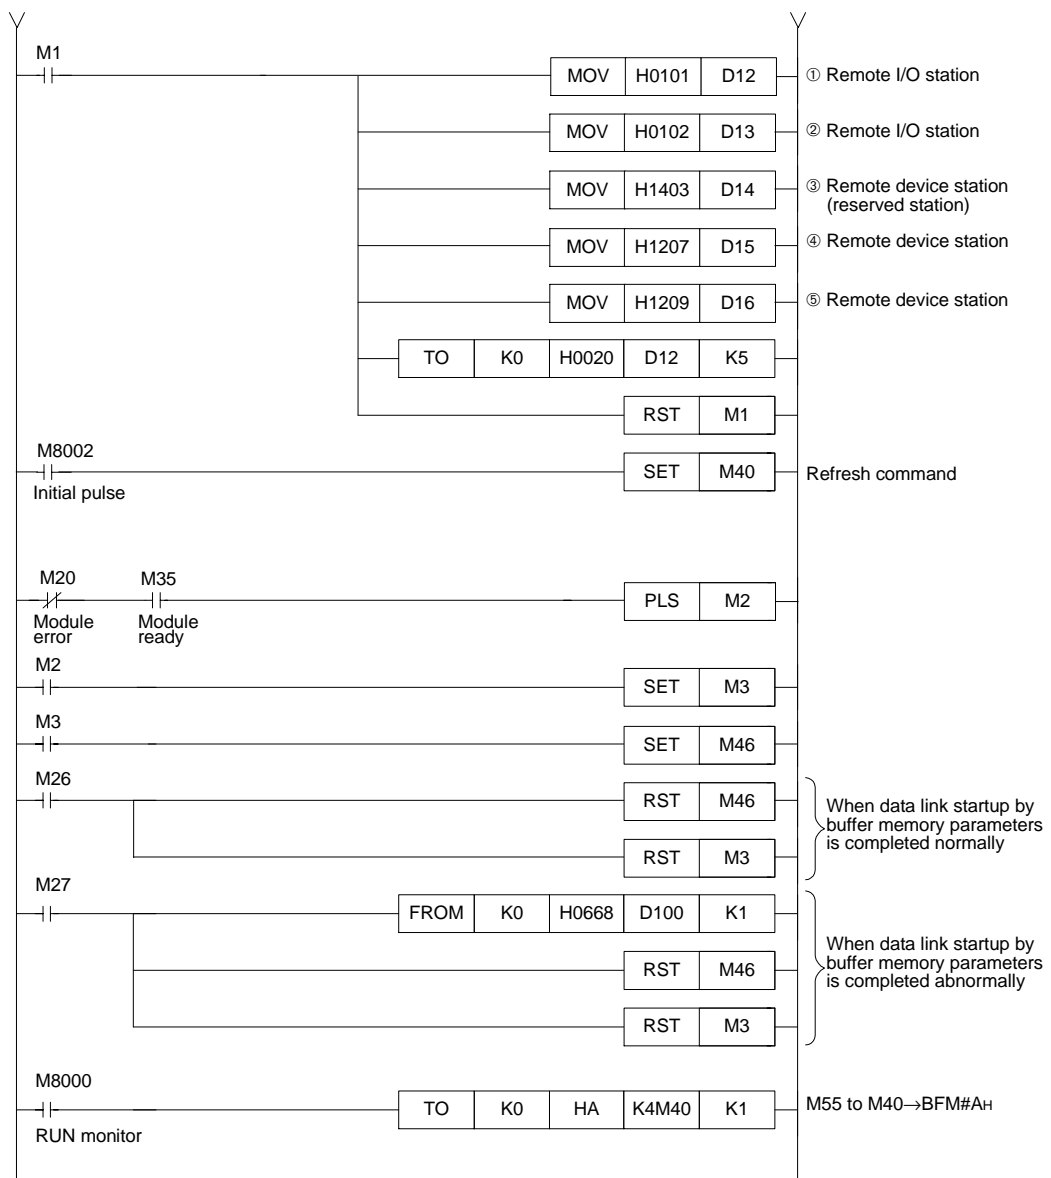 M1
MOV H0101 D12 ① Remote I/O station
MOV H0102 D13 ② Remote I/O station
MOV H1403 D14 ③ Remote device station
(reserved station)
MOV H1207 D15 ④ Remote device station
MOV H1209 D16 ⑤ Remote device station
TO K0 H0020 D12 K5
RST M1
M8002
SET M40 Refresh command
Initial pulse
M20 M35
PLS M2
Module Module
error ready
M2
SET M3
M3
SET M46
M26
RST M46
When data link startup by
buffer memory parameters
is completed normally
RST M3
M27
FROM K0 H0668 D100 K1
When data link startup by
buffer memory parameters
is completed abnormally
RST M46
RST M3
M8000
TO K0 HA K4M40 K1 M55 to M40→BFM#AH
RUN monitor